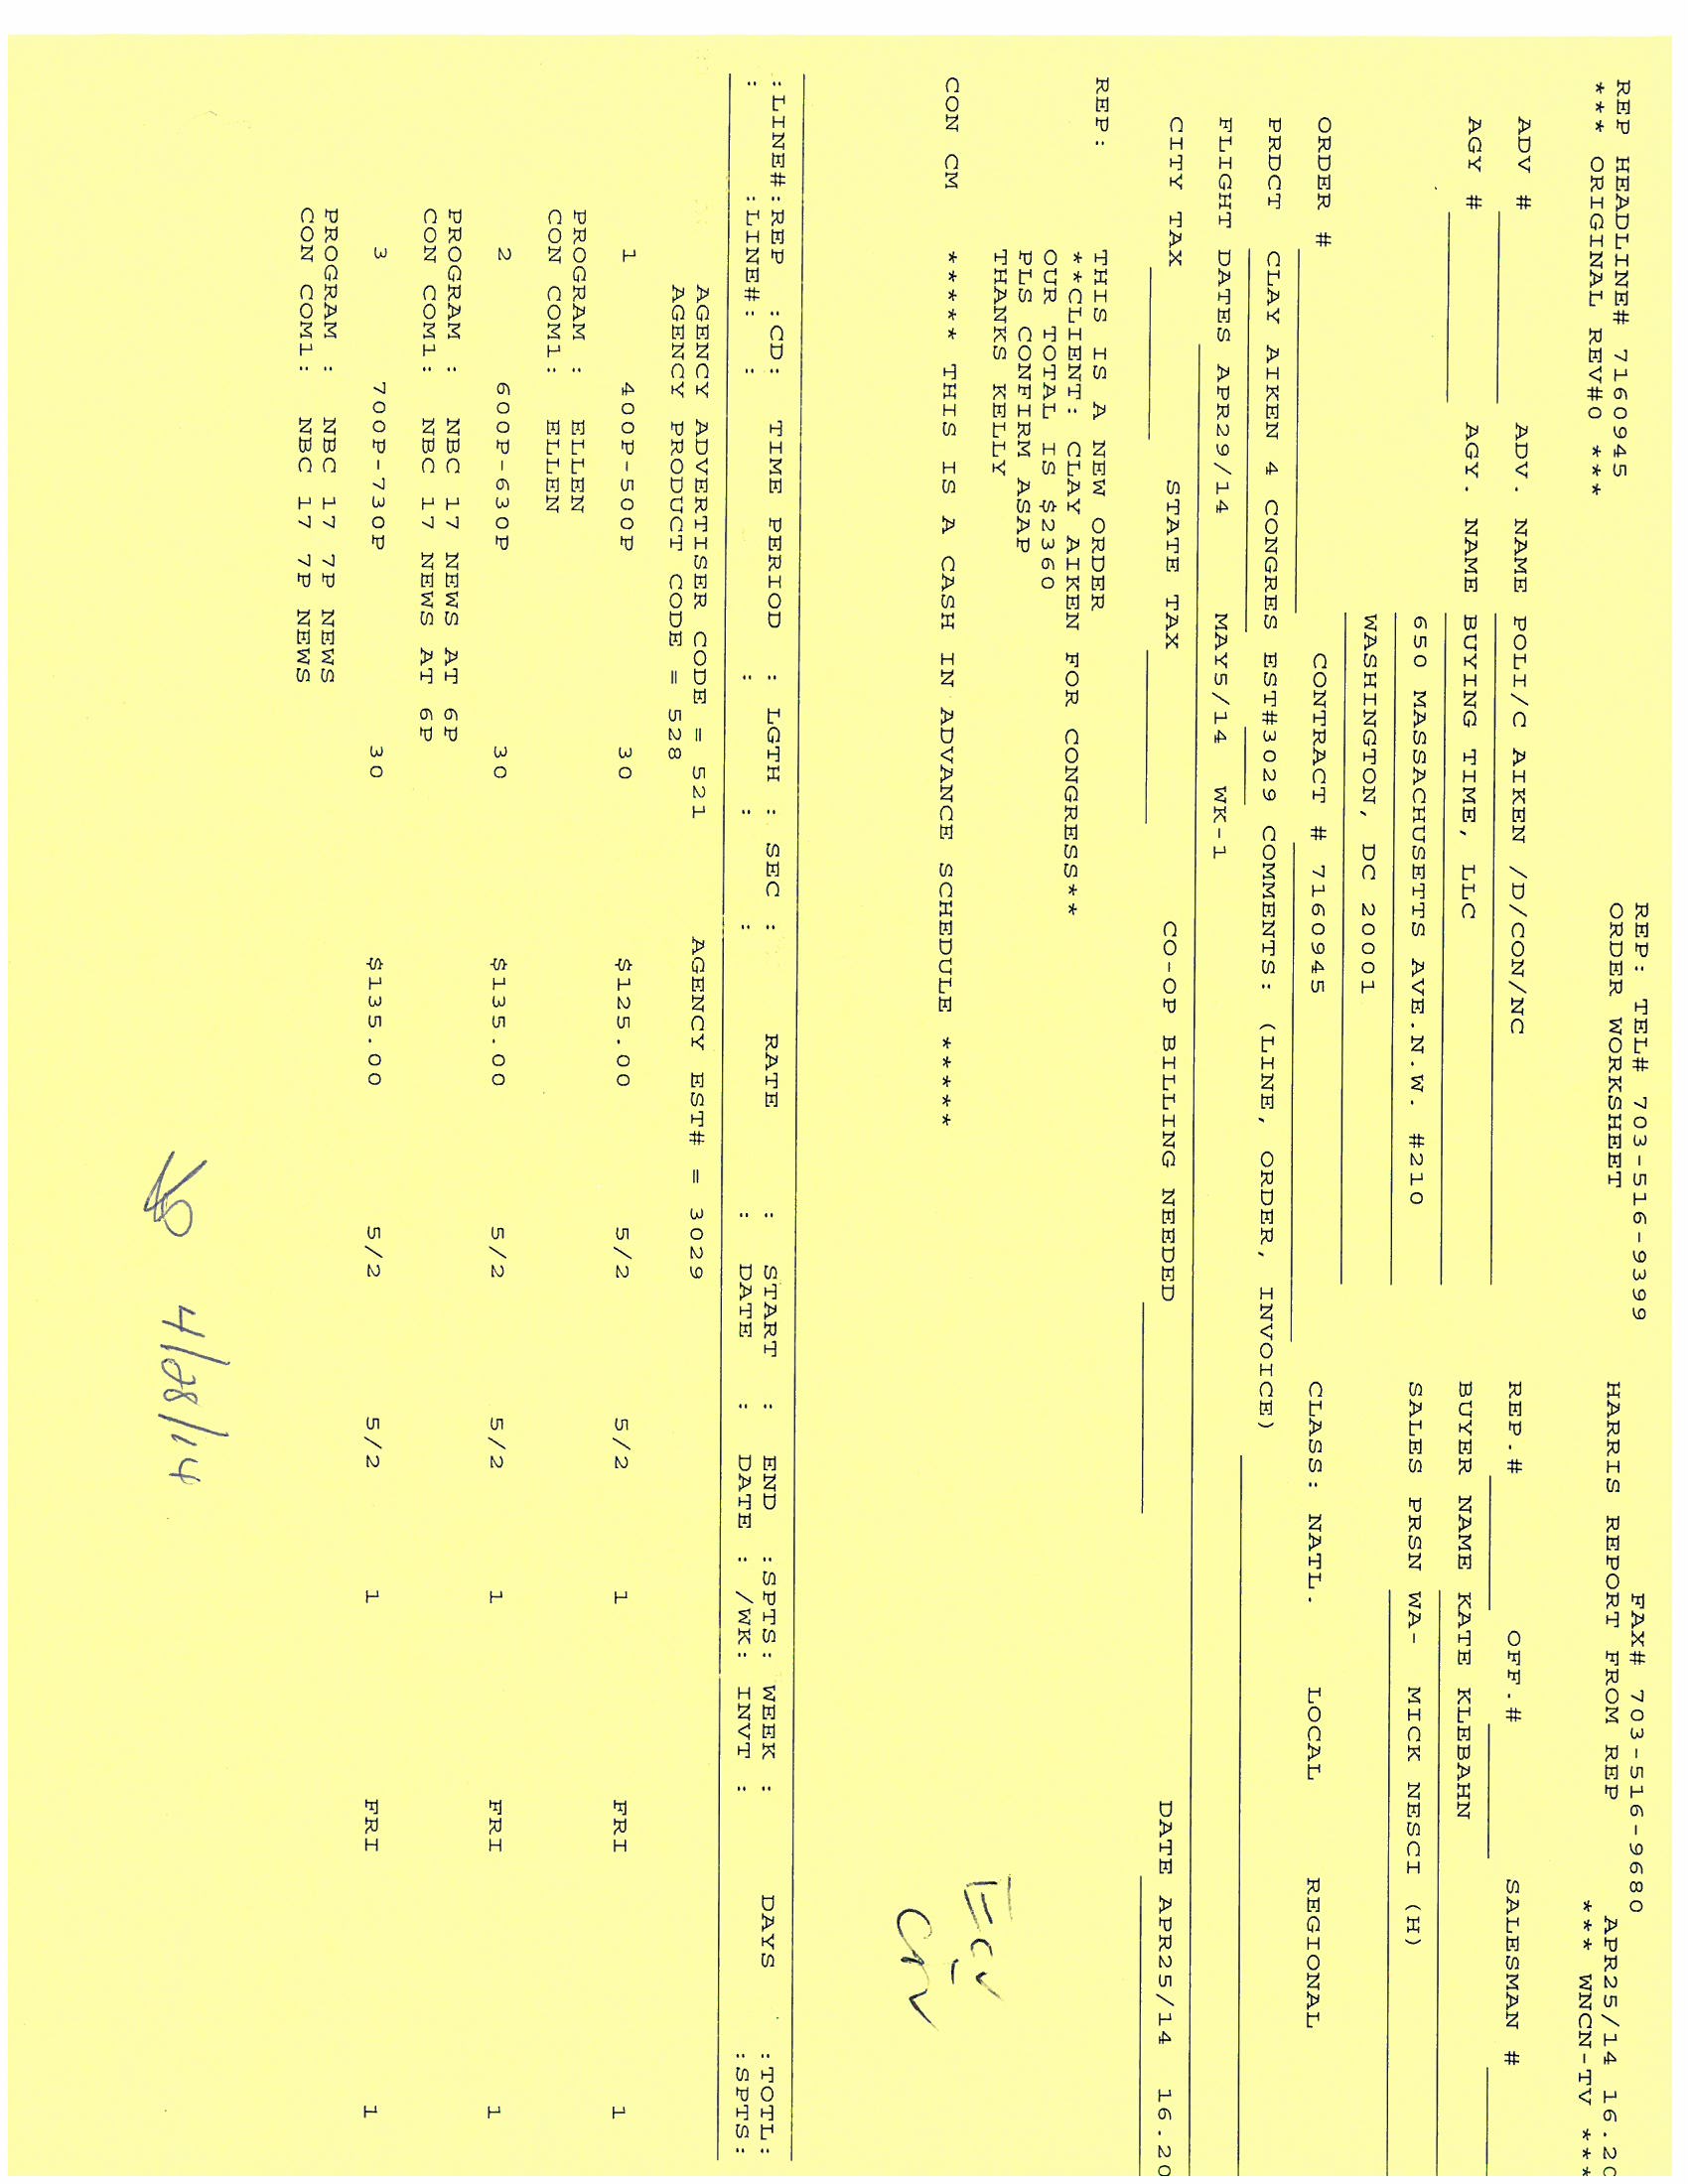 REP: TEL# 703-516-9399 FAX# 703-516-9680
REP HEADLINE# 7160945 ORDER WORKSHEET HARRIS REPORT FROM REP APR25/14 16.20
*** ORIGINAL REV#0 *** *** WNCN-TV ***
ADV # ADV. NAME POLI/C AIKEN /D/CON/NC REP.# OFF.# SALESMAN #
AGY # AGY. NAME BUYING TIME, LLC BUYER NAME KATE KLEBAHN
650 MASSACHUSETTS AVE.N.W. #210 SALES PRSN WA- MICK NESCI (H)
WASHINGTON, DC 20001
ORDER # CONTRACT # 7160945 CLASS: NATL. LOCAL REGIONAL
PRDCT CLAY AIKEN 4 CONGRES EST#3029 COMMENTS: (LINE, ORDER, INVOICE)
FLIGHT DATES APR29/14 MAY5/14 WK-1
CITY TAX STATE TAX CO-OP BILLING NEEDED DATE APR25/14 16.20
REP: THIS IS A NEW ORDER
**CLIENT: CLAY AIKEN FOR CONGRESS**
OUR TOTAL IS $2360
PLS CONFIRM ASAP
THANKS KELLY
CON CM ***** THIS IS A CASH IN ADVANCE SCHEDULE *****
:LINE#:REP :CD: TIME PERIOD : LGTH : SEC : RATE : START : END :SPTS: WEEK : DAYS :TOTL:
: :LINE#: : : : : : DATE : DATE : /WK: INVT : :SPTS:
AGENCY ADVERTISER CODE = 521 AGENCY EST# = 3029
AGENCY PRODUCT CODE = 528
1 400P-500P 30 $125.00 5/2 5/2 1 FRI 1
PROGRAM : ELLEN
CON COM1: ELLEN
2 600P-630P 30 $135.00 5/2 5/2 1 FRI 1
PROGRAM : NBC 17 NEWS AT 6P
CON COM1: NBC 17 NEWS AT 6P
3 700P-730P 30 $135.00 5/2 5/2 1 FRI 1
PROGRAM : NBC 17 7P NEWS
CON COM1: NBC 17 7P NEWS
4/28/14